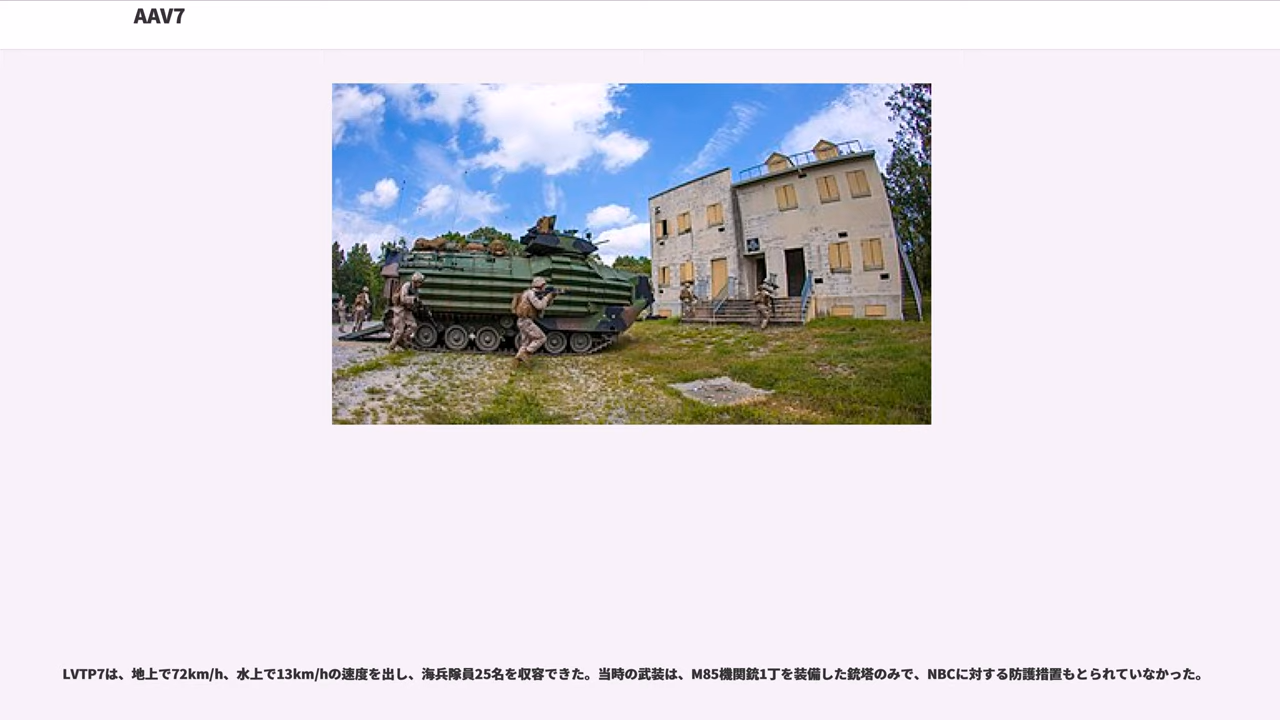 AAV7
LVTP7は、地上で72km/h、水上で13km/hの速度を出し、海兵隊員25名を収容できた。当時の武装は、M85機関銃1丁を装備した銃塔のみで、NBCに対する防護措置もとられていなかった。